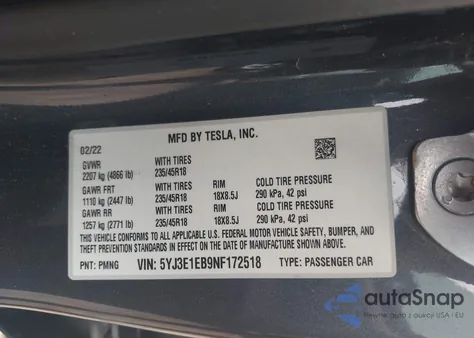 MFD BY TESLA, INC.
02/22
GVWR WITH TIRES
2207 kg (4866 lb) 235/45R18
GAWR FRT WITH TIRES RIM COLD TIRE PRESSURE
1110 kg (2447 lb) 235/45R18 18X8.5J 290 kPa, 42 psi
GAWR RR WITH TIRES RIM COLD TIRE PRESSURE
1257 kg (2771 lb) 235/45R18 18X8.5J 290 kPa, 42 psi
THIS VEHICLE CONFORMS TO ALL APPLICABLE U.S. FEDERAL MOTOR VEHICLE SAFETY, BUMPER, AND
THEFT PREVENTION STANDARDS IN EFFECT ON THE DATE OF MANUFACTURE SHOWN ABOVE.
PNT: PMNG VIN: 5YJ3E1EB9NF172518 TYPE: PASSENGER CAR
autoSnap
Pewne auto z USA i EU